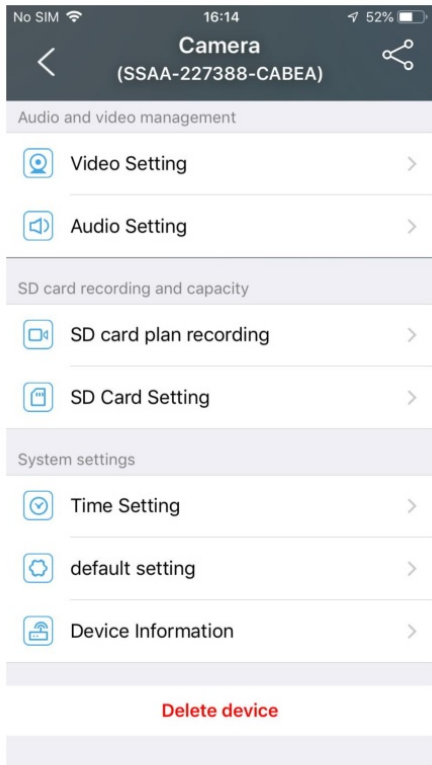 No SIM 16:14 52%
Camera
(SSAA-227388-CABEA)
Audio and video management
Video Setting
Audio Setting
SD card recording and capacity
SD card plan recording
SD Card Setting
System settings
Time Setting
default setting
Device Information
Delete device